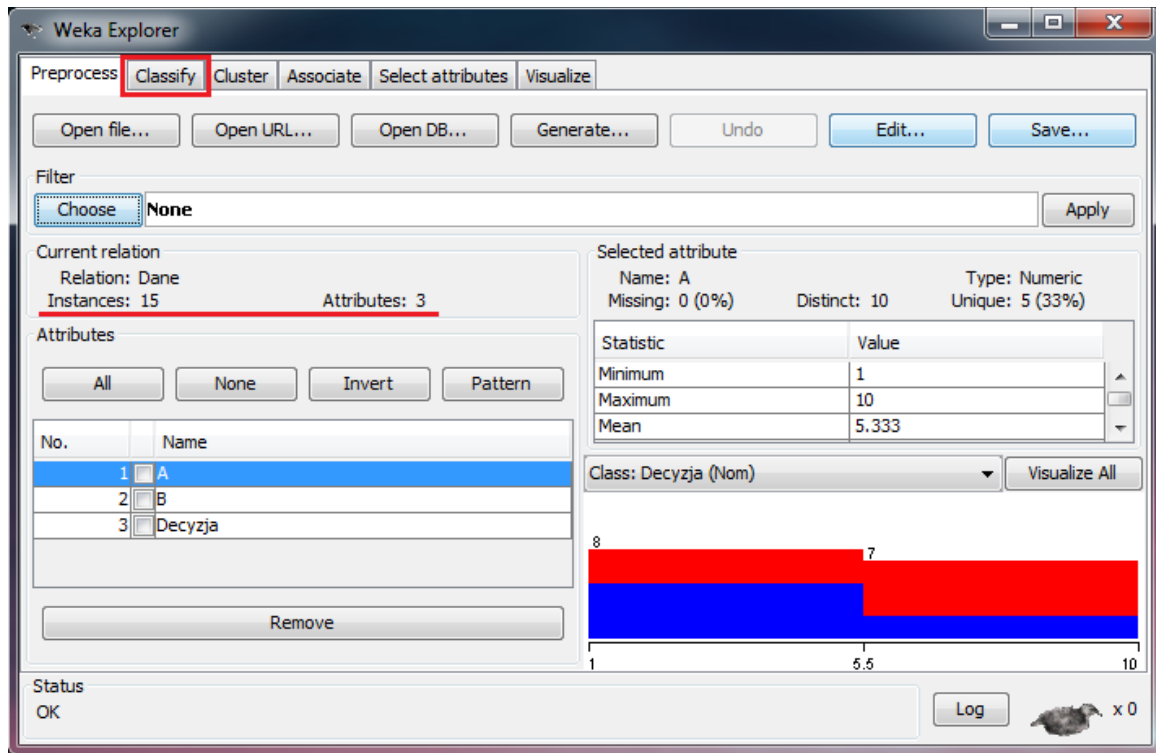 Weka Explorer
Preprocess Classify Cluster Associate Select attributes Visualize
Open file... Open URL... Open DB... Generate... Undo Edit... Save...
Filter
Choose None Apply
Current relation
Relation: Dane
Instances: 15 Attributes: 3
Selected attribute
Name: A Type: Numeric
Missing: 0 (0%) Distinct: 10 Unique: 5 (33%)
Statistic Value
Minimum 1
Maximum 10
Mean 5.333
Attributes
All None Invert Pattern
No. Name
1 A
2 B
3 Decyzja
Remove
Class: Decyzja (Nom) Visualize All
8 7
1 5.5 10
Status
OK
Log x 0